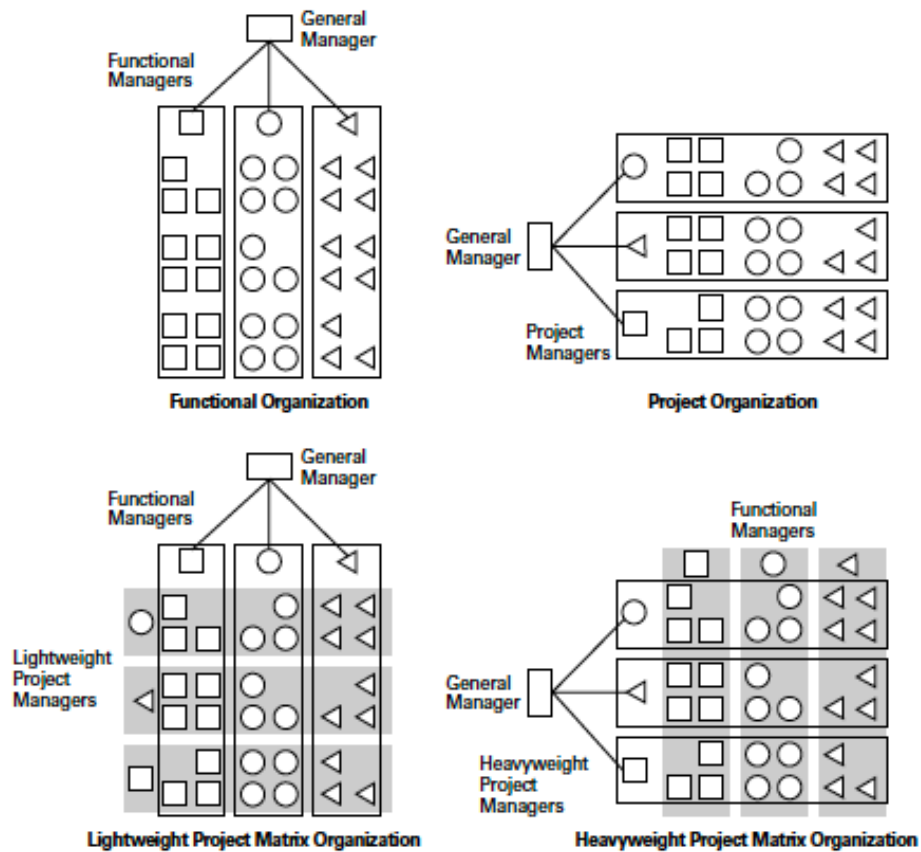 General
Manager
Functional
Managers
Functional Organization
General
Manager
Project
Managers
Project Organization
General
Manager
Functional
Managers
Lightweight
Project
Managers
Lightweight Project Matrix Organization
Functional
Managers
General
Manager
Heavyweight
Project
Managers
Heavyweight Project Matrix Organization